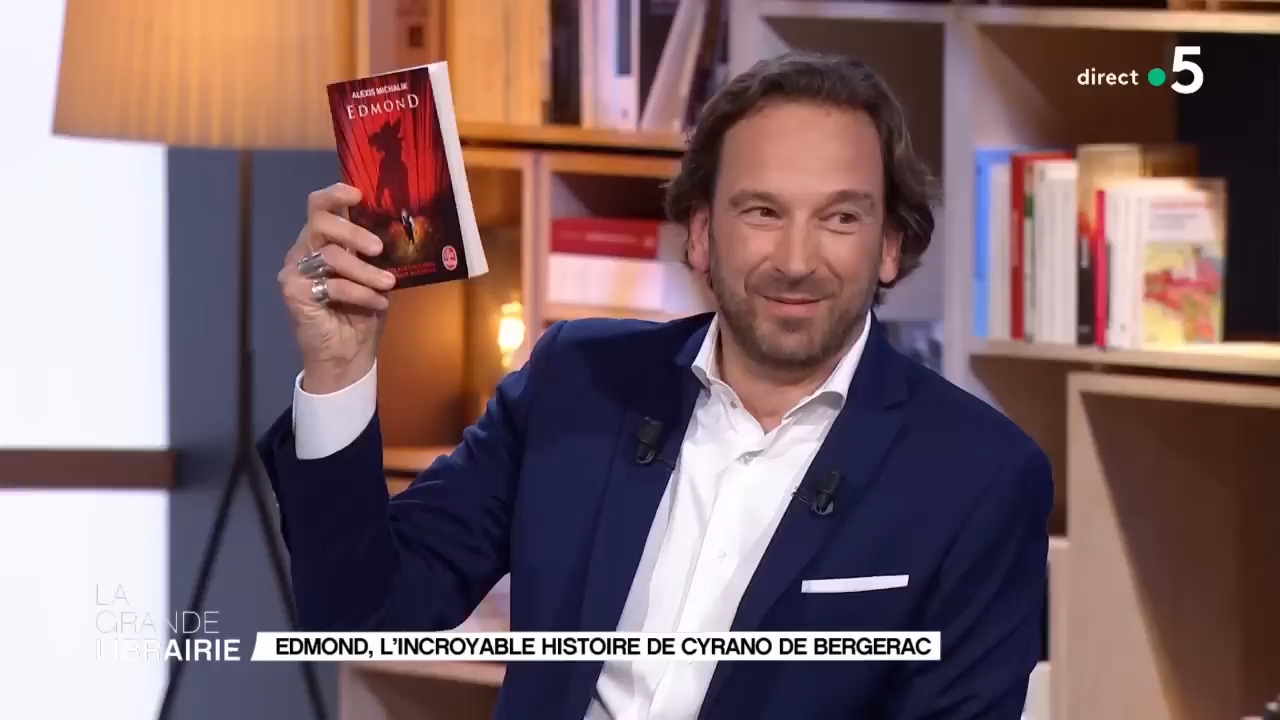 direct 5
ALEXIS MICHALIK
EDMOND
LA
GRANDE
LIBRAIRIE
EDMOND, L'INCROYABLE HISTOIRE DE CYRANO DE BERGERAC